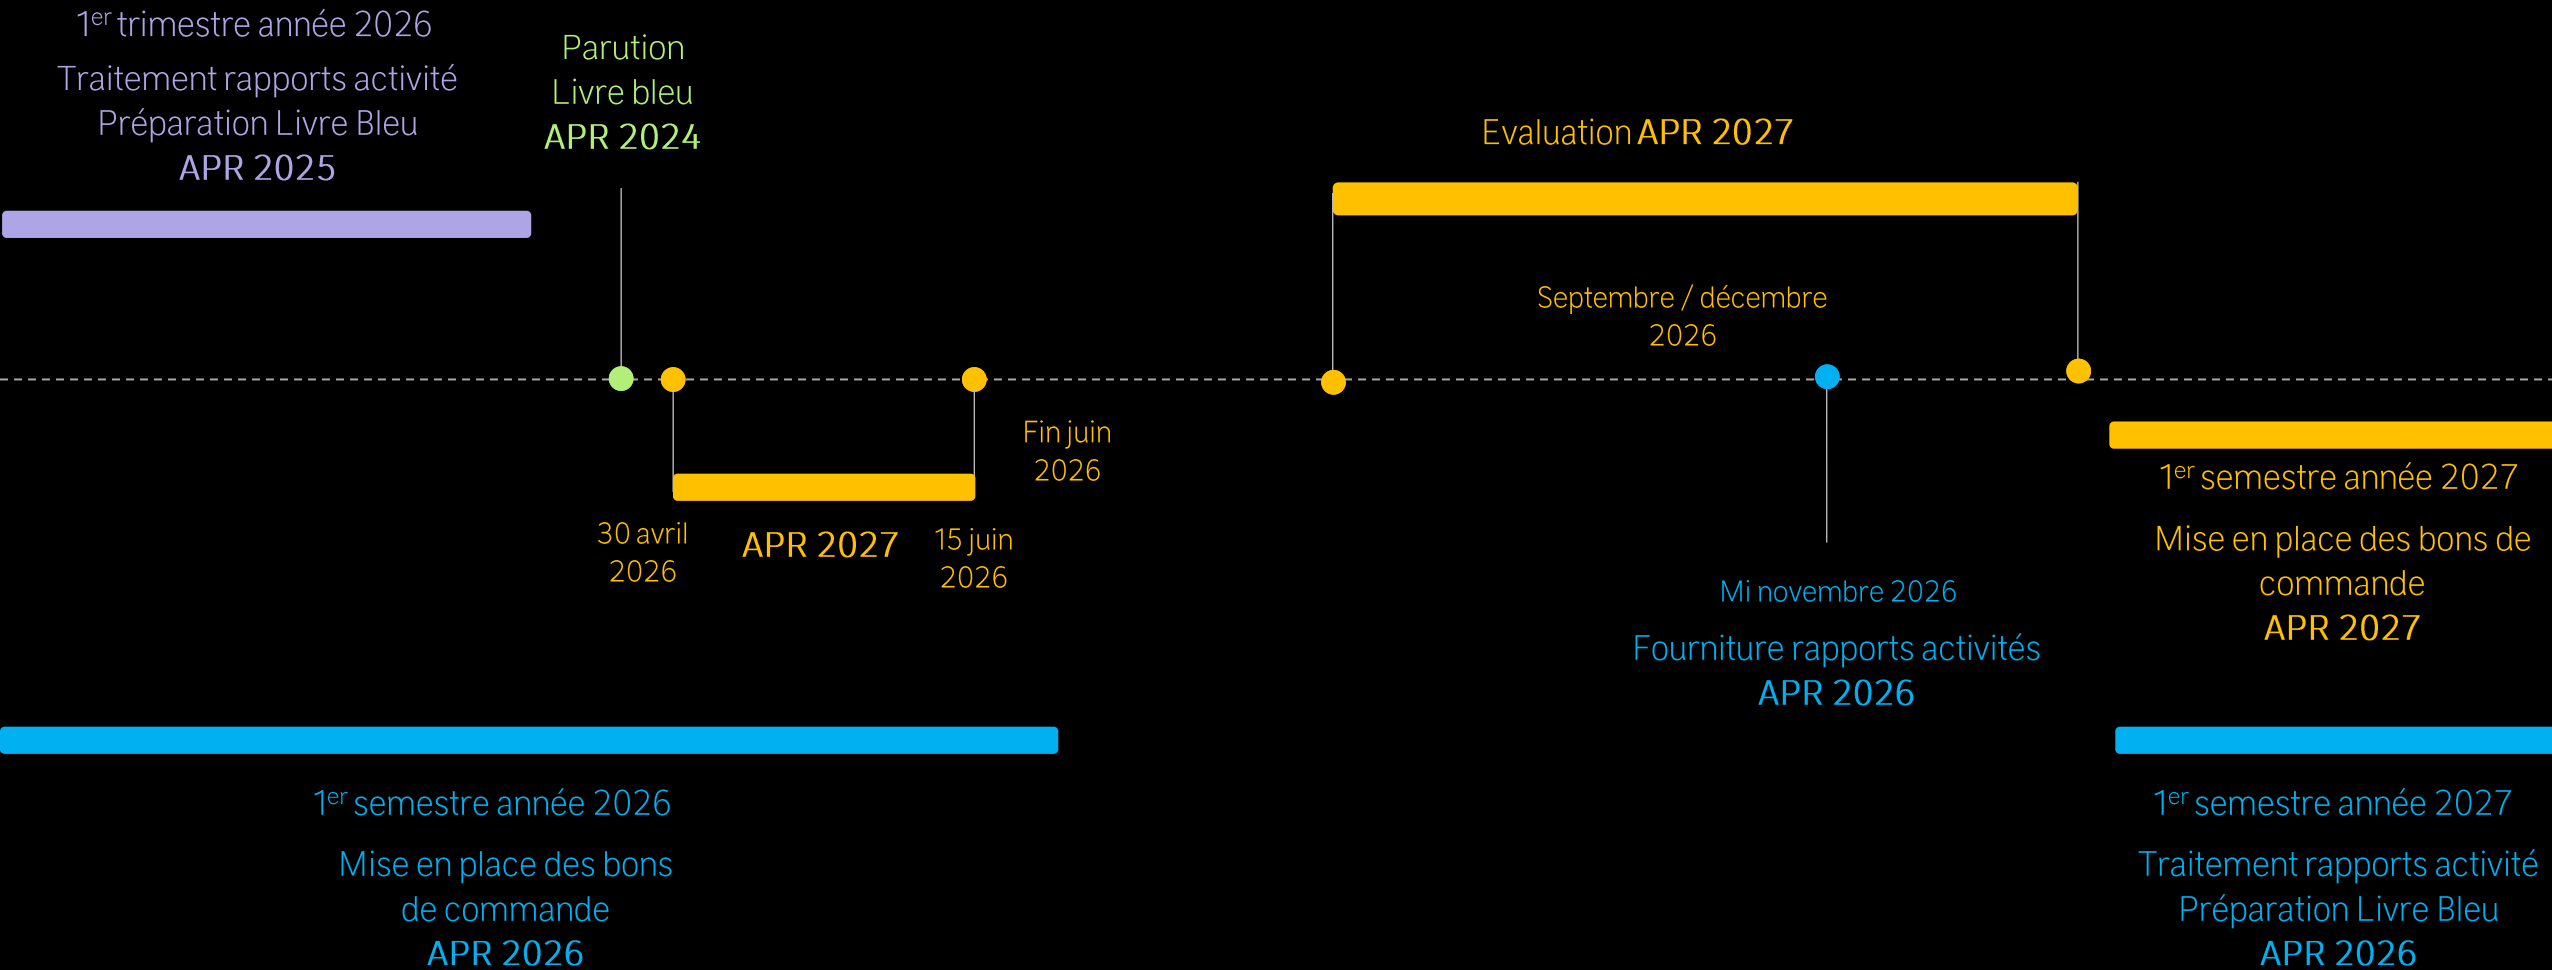 1er trimestre année 2026
Traitement rapports activité
Préparation Livre Bleu
APR 2025
Parution
Livre bleu
APR 2024
Evaluation APR 2027
Septembre / décembre
2026
Fin juin
2026
30 avril
2026
APR 2027
15 juin
2026
Mi novembre 2026
Fourniture rapports activités
APR 2026
1er semestre année 2027
Mise en place des bons de
commande
APR 2027
1er semestre année 2026
Mise en place des bons
de commande
APR 2026
1er semestre année 2027
Traitement rapports activité
Préparation Livre Bleu
APR 2026